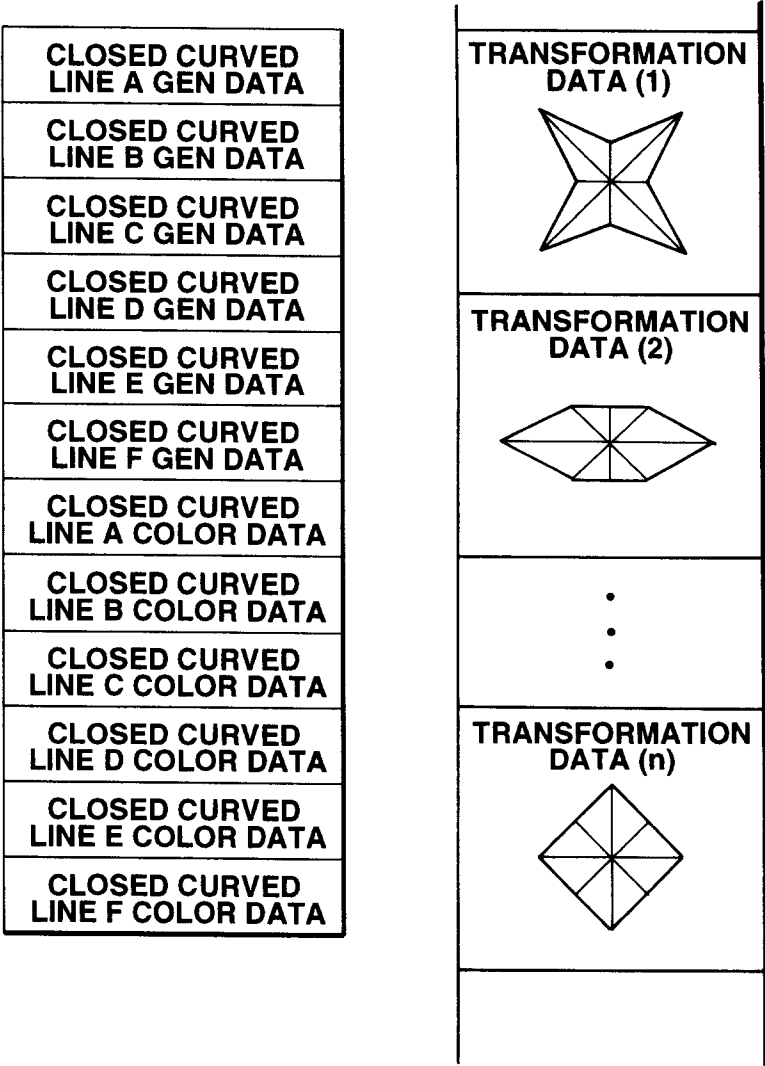 CLOSED CURVED
LINE A GEN DATA
CLOSED CURVED
LINE B GEN DATA
CLOSED CURVED
LINE C GEN DATA
CLOSED CURVED
LINE D GEN DATA
CLOSED CURVED
LINE E GEN DATA
CLOSED CURVED
LINE F GEN DATA
CLOSED CURVED
LINE A COLOR DATA
CLOSED CURVED
LINE B COLOR DATA
CLOSED CURVED
LINE C COLOR DATA
CLOSED CURVED
LINE D COLOR DATA
CLOSED CURVED
LINE E COLOR DATA
CLOSED CURVED
LINE F COLOR DATA
TRANSFORMATION
DATA (1)
TRANSFORMATION
DATA (2)
TRANSFORMATION
DATA (n)